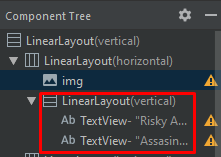 Component Tree
LinearLayout(vertical)
LinearLayout(horizontal)
img
LinearLayout(vertical)
Ab TextView- "Risky A...
Ab TextView- "Assasin...